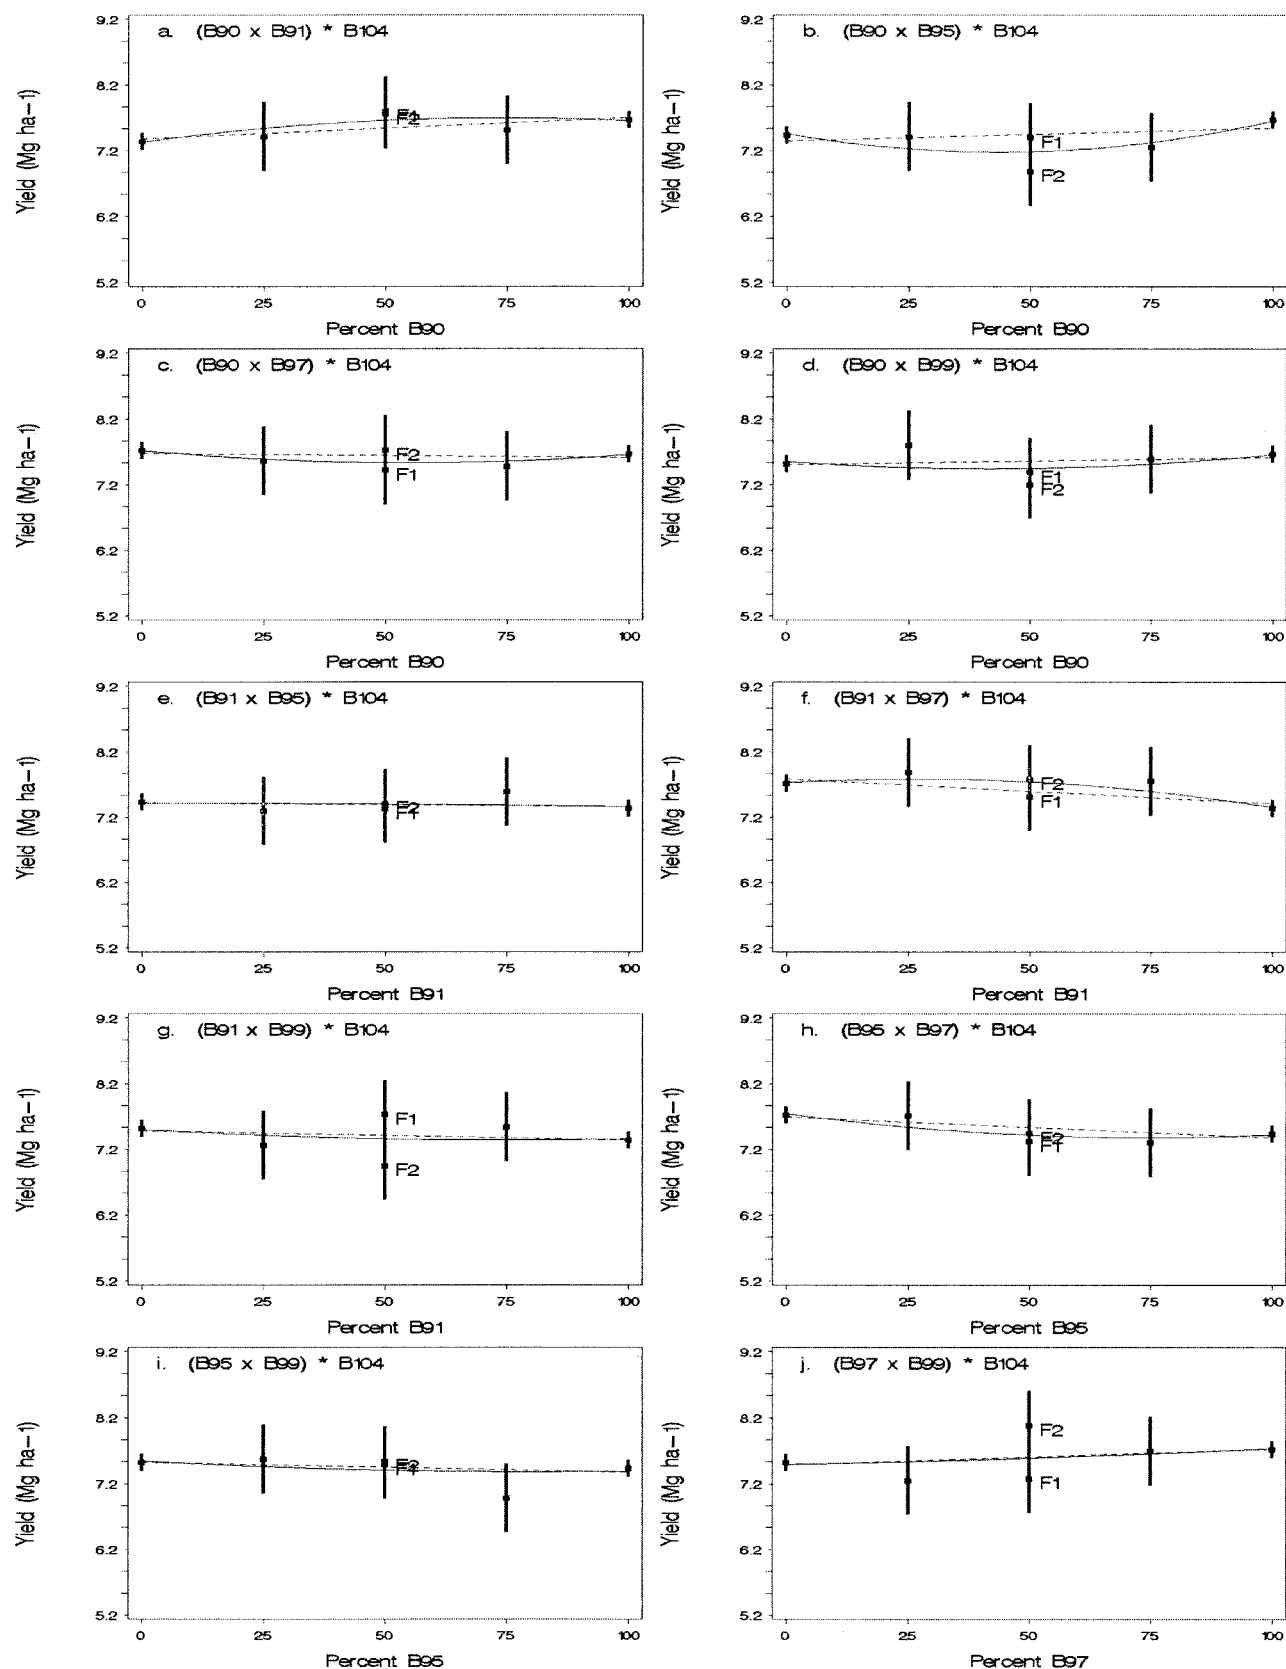 a. (B90 x B91) * B104
9.2
8.2
7.2
6.2
5.2
Yield (Mg ha-1)
F1
F2
0 25 50 75 100
Percent B90
b. (B90 x B95) * B104
9.2
8.2
7.2
6.2
5.2
Yield (Mg ha-1)
F1
F2
0 25 50 75 100
Percent B90
c. (B90 x B97) * B104
9.2
8.2
7.2
6.2
5.2
Yield (Mg ha-1)
F2
F1
0 25 50 75 100
Percent B90
d. (B90 x B99) * B104
9.2
8.2
7.2
6.2
5.2
Yield (Mg ha-1)
F1
F2
0 25 50 75 100
Percent B90
e. (B91 x B95) * B104
9.2
8.2
7.2
6.2
5.2
Yield (Mg ha-1)
F2
F1
0 25 50 75 100
Percent B91
f. (B91 x B97) * B104
9.2
8.2
7.2
6.2
5.2
Yield (Mg ha-1)
F2
F1
0 25 50 75 100
Percent B91
g. (B91 x B99) * B104
9.2
8.2
7.2
6.2
5.2
Yield (Mg ha-1)
F1
F2
0 25 50 75 100
Percent B91
h. (B95 x B97) * B104
9.2
8.2
7.2
6.2
5.2
Yield (Mg ha-1)
F2
F1
0 25 50 75 100
Percent B95
i. (B95 x B99) * B104
9.2
8.2
7.2
6.2
5.2
Yield (Mg ha-1)
F2
F1
0 25 50 75 100
Percent B95
j. (B97 x B99) * B104
9.2
8.2
7.2
6.2
5.2
Yield (Mg ha-1)
F2
F1
0 25 50 75 100
Percent B97